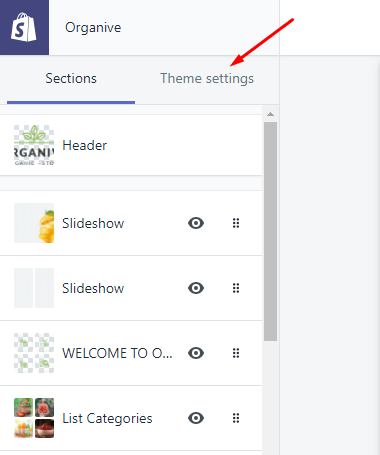 Organive
Sections
Theme settings
RGANIV
GANIC STO
Header
Slideshow
Slideshow
WELCOME TO O...
List Categories